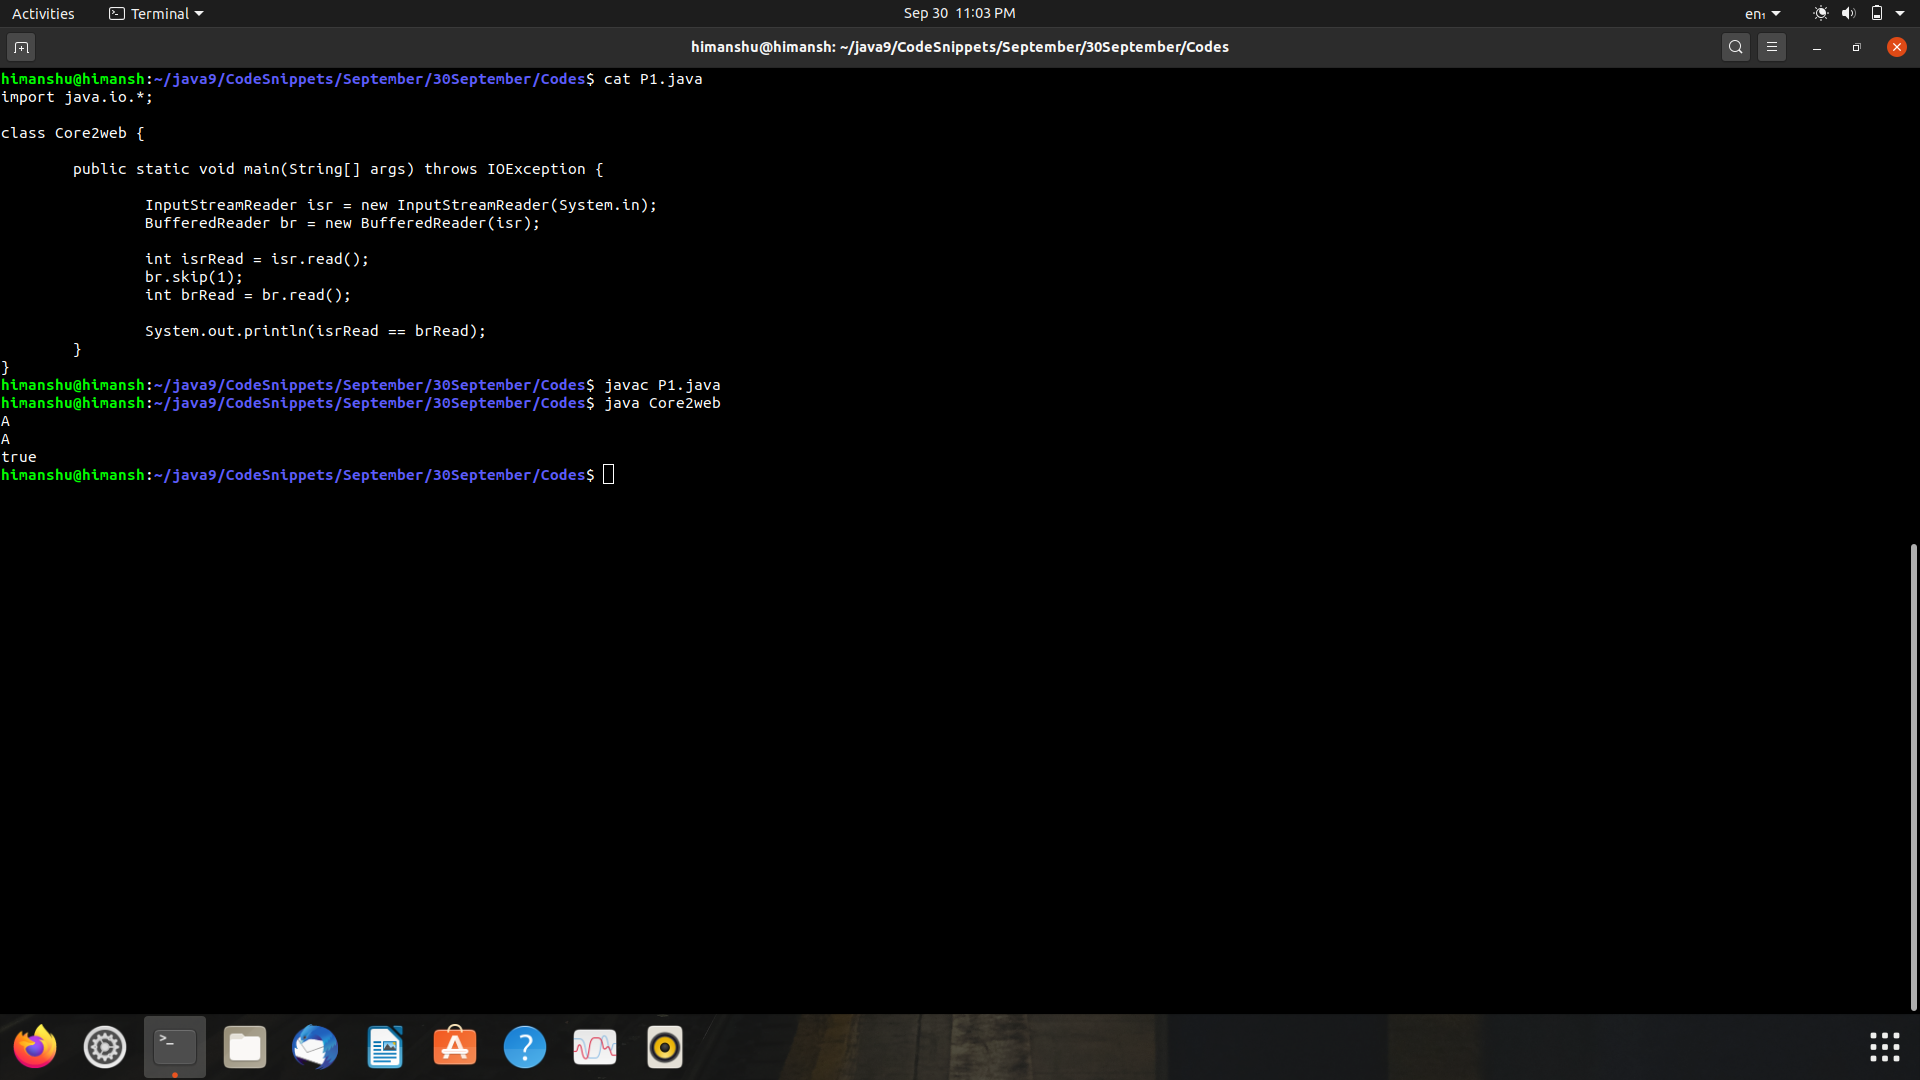 Activities Terminal Sep 30 11:03 PM en₁
himanshu@himansh: ~/java9/CodeSnippets/September/30September/Codes
himanshu@himansh:~/java9/CodeSnippets/September/30September/Codes$ cat P1.java
import java.io.*;
class Core2web {
public static void main(String[] args) throws IOException {
InputStreamReader isr = new InputStreamReader(System.in);
BufferedReader br = new BufferedReader(isr);
int isrRead = isr.read();
br.skip(1);
int brRead = br.read();
System.out.println(isrRead == brRead);
}
}
himanshu@himansh:~/java9/CodeSnippets/September/30September/Codes$ javac P1.java
himanshu@himansh:~/java9/CodeSnippets/September/30September/Codes$ java Core2web
A
A
true
himanshu@himansh:~/java9/CodeSnippets/September/30September/Codes$